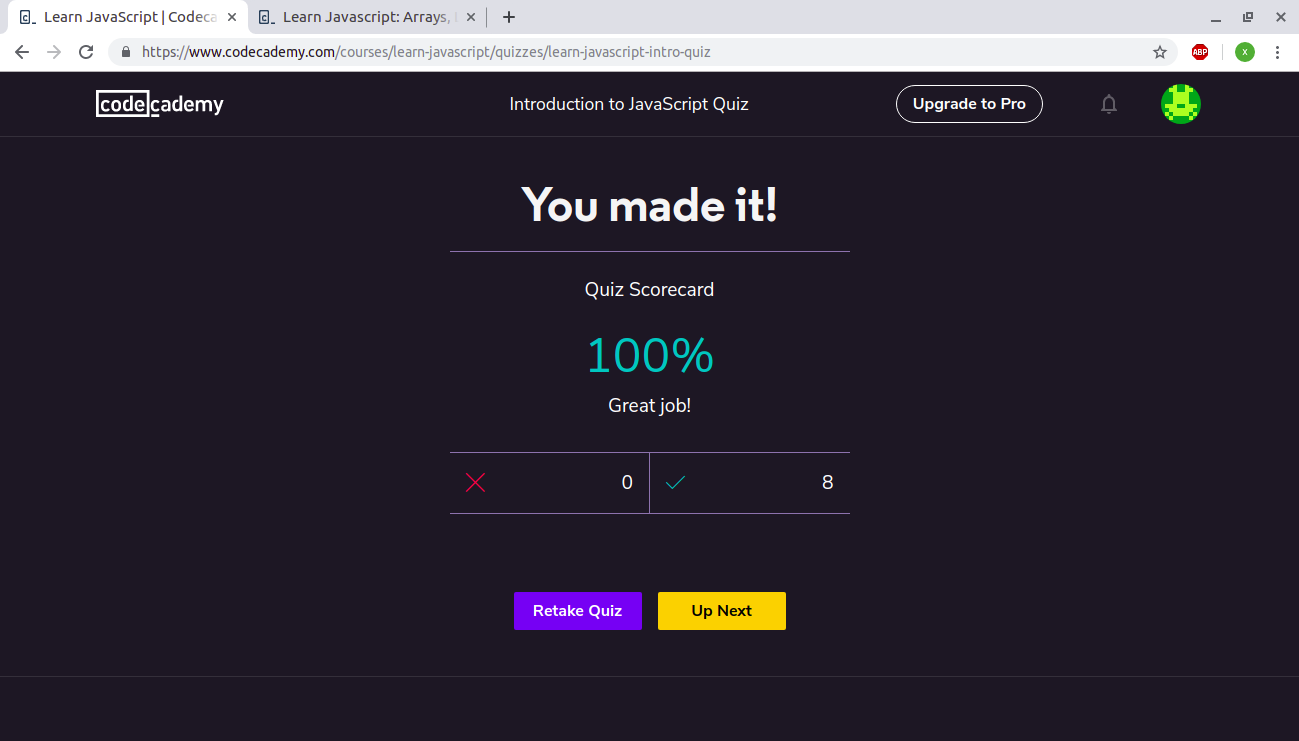 Learn JavaScript | Codeca
Learn Javascript: Arrays,
https://www.codecademy.com/courses/learn-javascript/quizzes/learn-javascript-intro-quiz
ABP
X
codecademy
Introduction to JavaScript Quiz
Upgrade to Pro
You made it!
Quiz Scorecard
100%
Great job!
0
8
Retake Quiz
Up Next